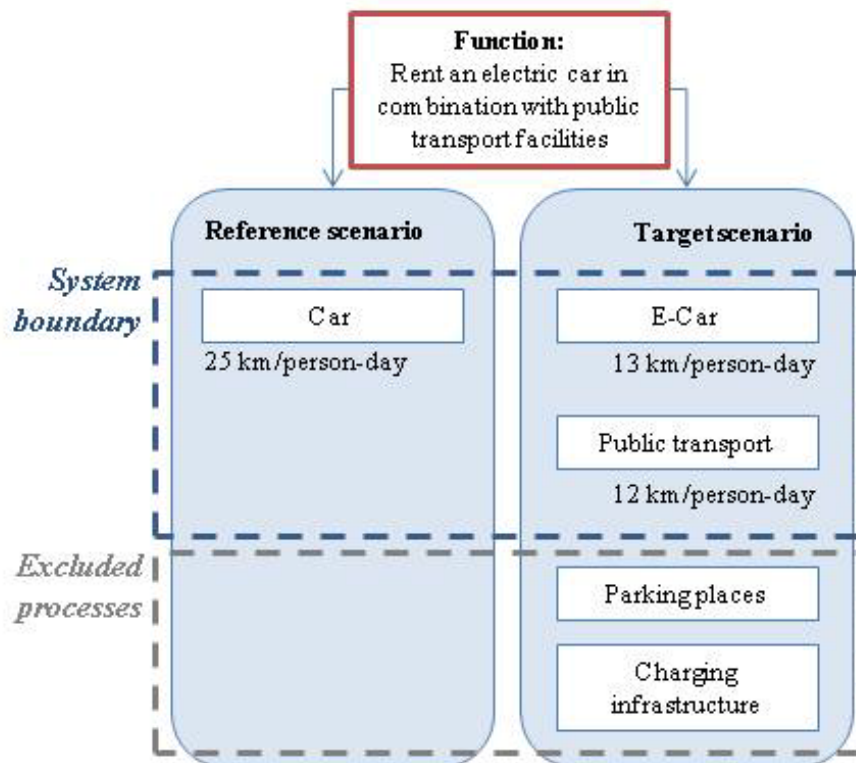 Function:
Rent an electric car in
combination with public
transport facilities
Reference scenario
Target scenario
System
boundary
Car
25 km/person-day
E-Car
13 km/person-day
Public transport
12 km/person-day
Excluded
processes
Parking places
Charging
infrastructure